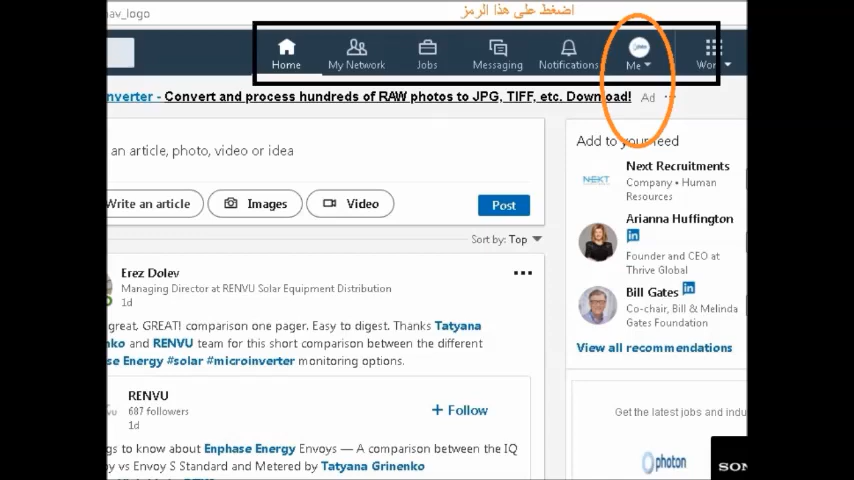 av_logo
اضغط على هذا الرمز
Home
My Network
Jobs
Messaging
Notifications
Me
Wor
nverter - Convert and process hundreds of RAW photos to JPG, TIFF, etc. Download!
Ad
an article, photo, video or idea
Write an article
Images
Video
Post
Sort by: Top
Erez Dolev
Managing Director at RENVU Solar Equipment Distribution
1d
great, GREAT! comparison one pager. Easy to digest. Thanks Tatyana
nko and RENVU team for this short comparison between the different
se Energy #solar #microinverter monitoring options.
RENVU
687 followers
1d
+ Follow
gs to know about Enphase Energy Envoys — A comparison between the IQ
y vs Envoy S Standard and Metered by Tatyana Grinenko
Add to your feed
NEXT
Next Recruitments
Company • Human
Resources
Arianna Huffington
in
Founder and CEO at
Thrive Global
Bill Gates in
Co-chair, Bill & Melinda
Gates Foundation
View all recommendations
Get the latest jobs and indu
photon
SON